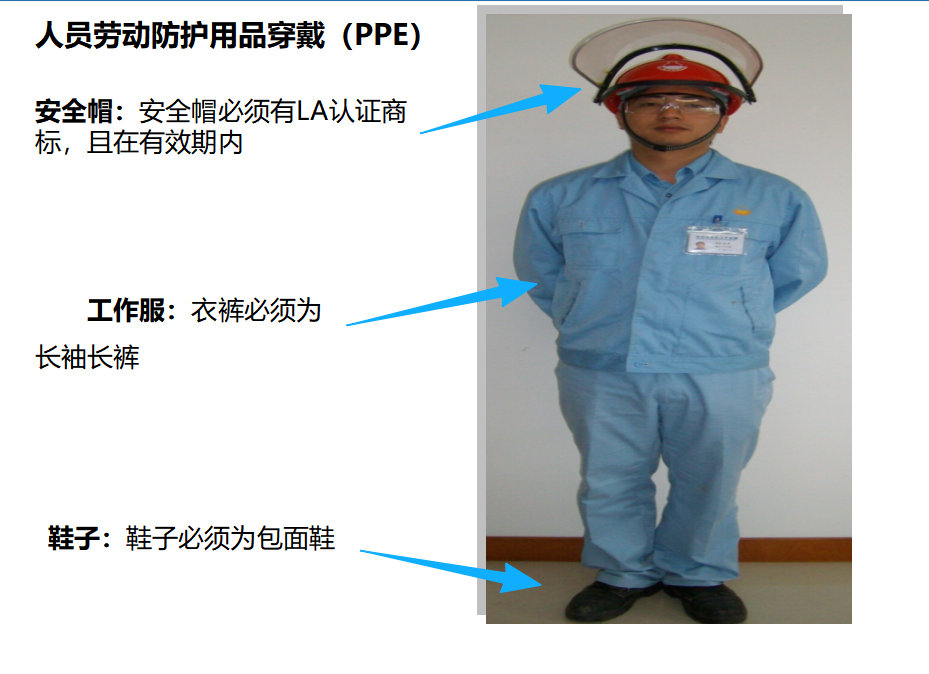 人员劳动防护用品穿戴（PPE）
安全帽：安全帽必须有LA认证商
标，且在有效期内
工作服：衣裤必须为
长袖长裤
鞋子：鞋子必须为包面鞋